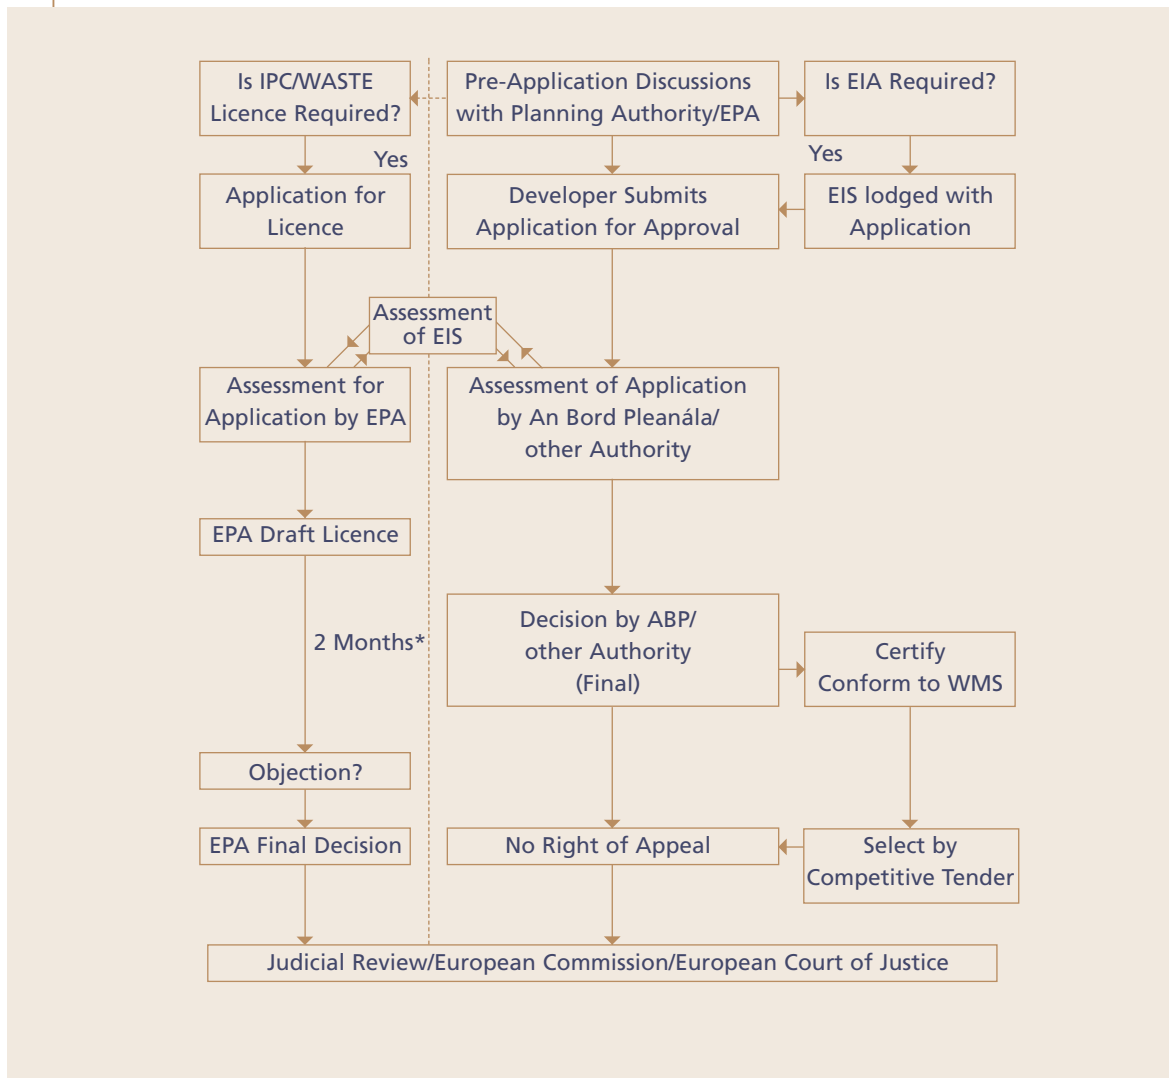 Is IPC/WASTE
Licence Required?
Pre-Application Discussions
with Planning Authority/EPA
Is EIA Required?
Yes
Yes
Application for
Licence
Developer Submits
Application for Approval
EIS lodged with
Application
Assessment
of EIS
Assessment for
Application by EPA
Assessment of Application
by An Bord Pleanála/
other Authority
EPA Draft Licence
2 Months*
Decision by ABP/
other Authority
(Final)
Certify
Conform to WMS
Objection?
EPA Final Decision
No Right of Appeal
Select by
Competitive Tender
Judicial Review/European Commission/European Court of Justice